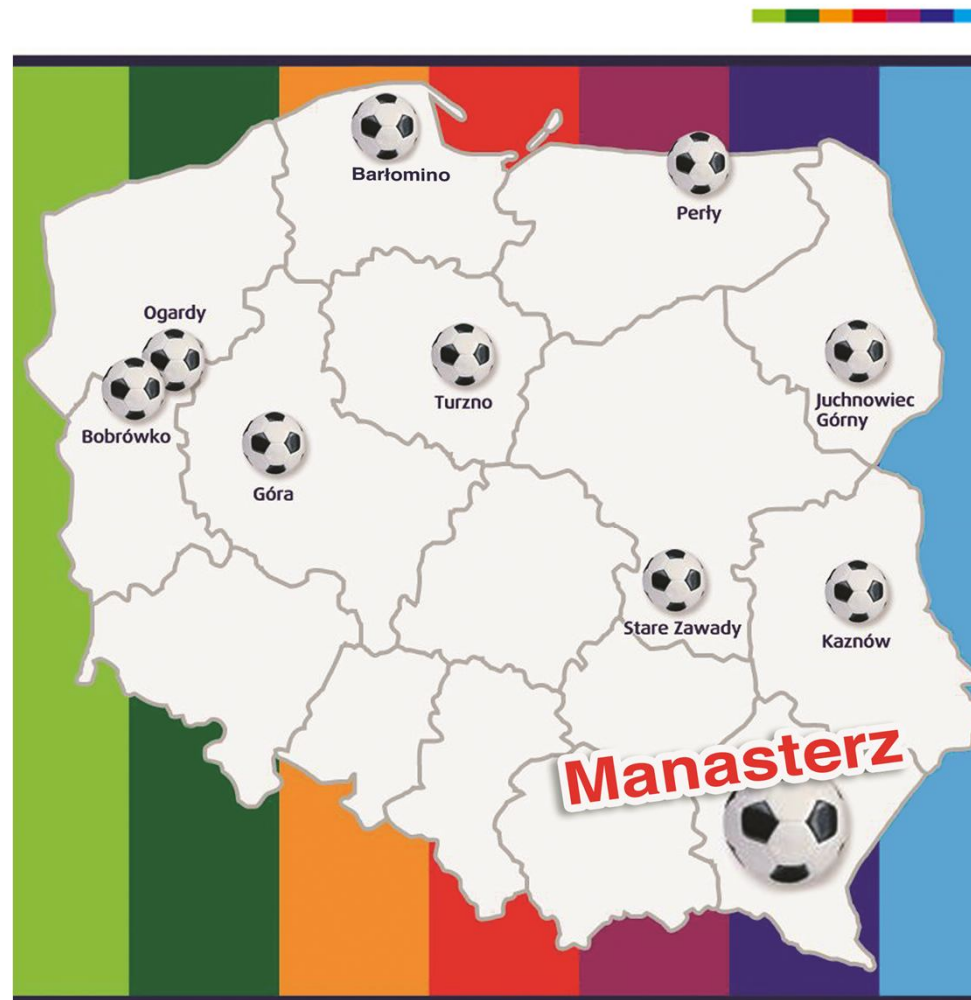 Barłomino
Perły
Ogardy
Bobrówko
Turzno
Juchnowiec
Górny
Góra
Stare Zawady
Kaznów
Manasterz